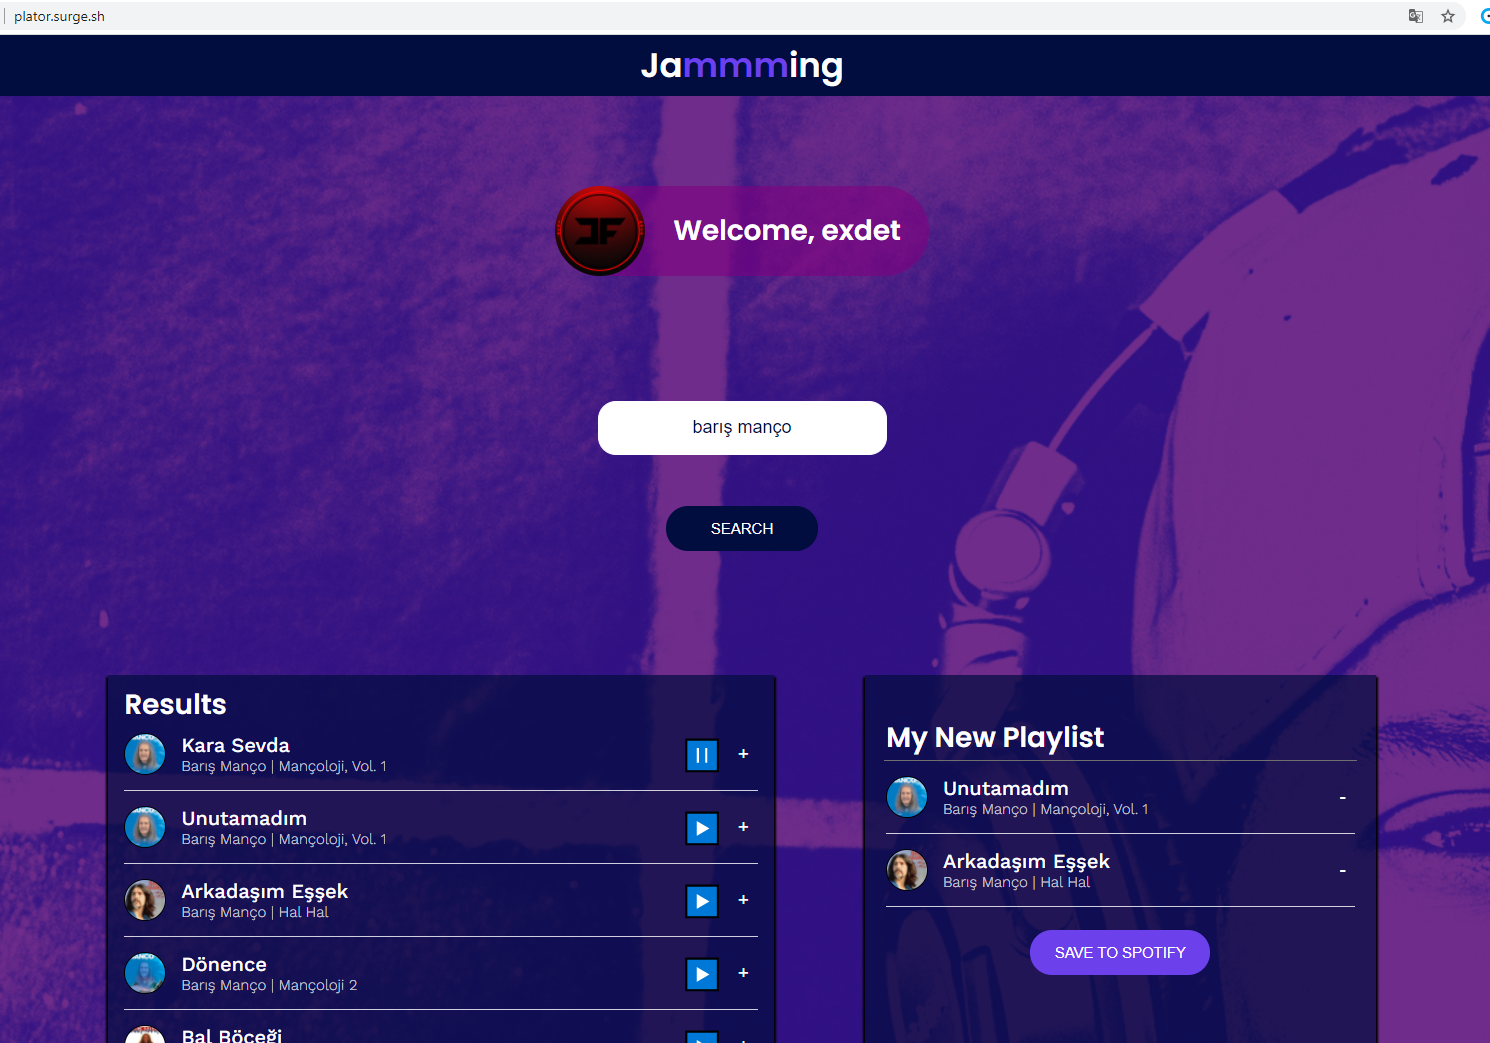 plator.surge.sh
Jammming
Welcome, exdet
barış manço
SEARCH
Results
Kara Sevda
Barış Manço | Mançoloji, Vol. 1
+
Unutamadım
Barış Manço | Mançoloji, Vol. 1
+
Arkadaşım Eşşek
Barış Manço | Hal Hal
+
Dönence
Barış Manço | Mançoloji 2
+
Bal Böceği
My New Playlist
Unutamadım
Barış Manço | Mançoloji, Vol. 1
-
Arkadaşım Eşşek
Barış Manço | Hal Hal
-
SAVE TO SPOTIFY